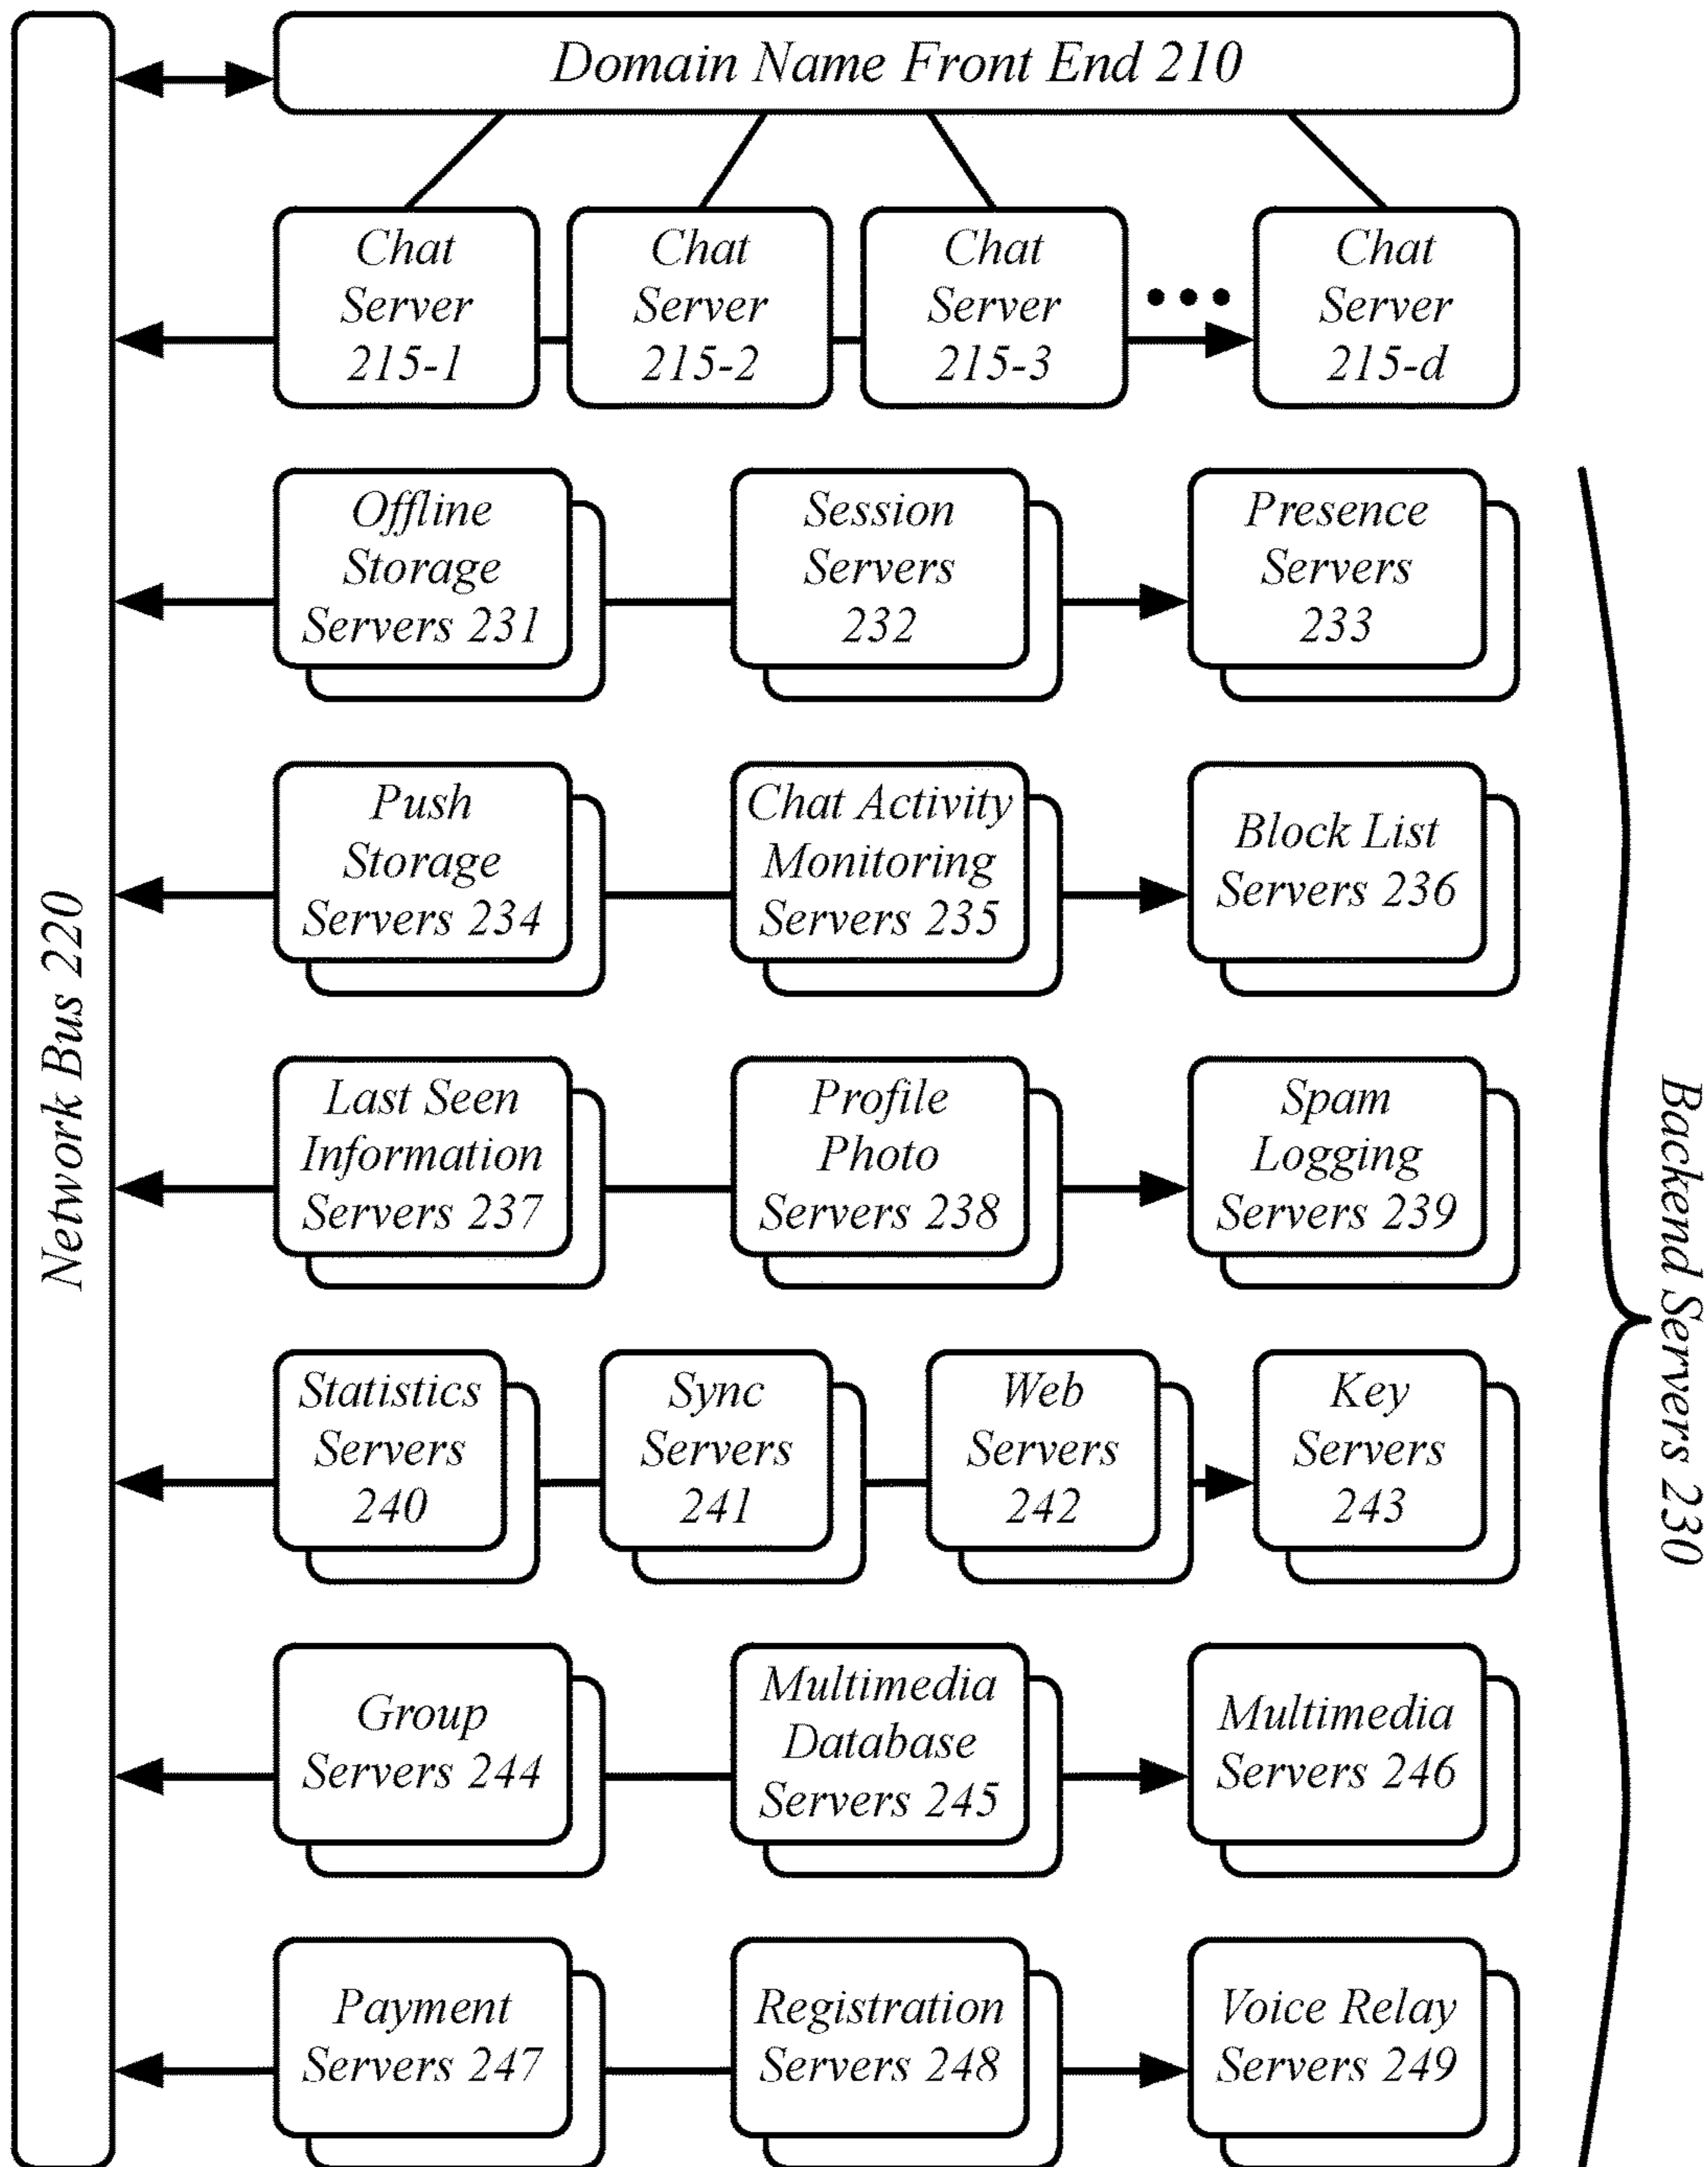 Domain Name Front End 210
Chat
Server
215-1
Chat
Server
215-2
Chat
Server
215-3
Chat
Server
215-d
Offline
Storage
Servers 231
Session
Servers
232
Presence
Servers
233
Push
Storage
Servers 234
Chat Activity
Monitoring
Servers 235
Block List
Servers 236
Last Seen
Information
Servers 237
Profile
Photo
Servers 238
Spam
Logging
Servers 239
Statistics
Servers
240
Sync
Servers
241
Web
Servers
242
Key
Servers
243
Group
Servers 244
Multimedia
Database
Servers 245
Multimedia
Servers 246
Payment
Servers 247
Registration
Servers 248
Voice Relay
Servers 249
Network Bus 220
Backend Servers 230